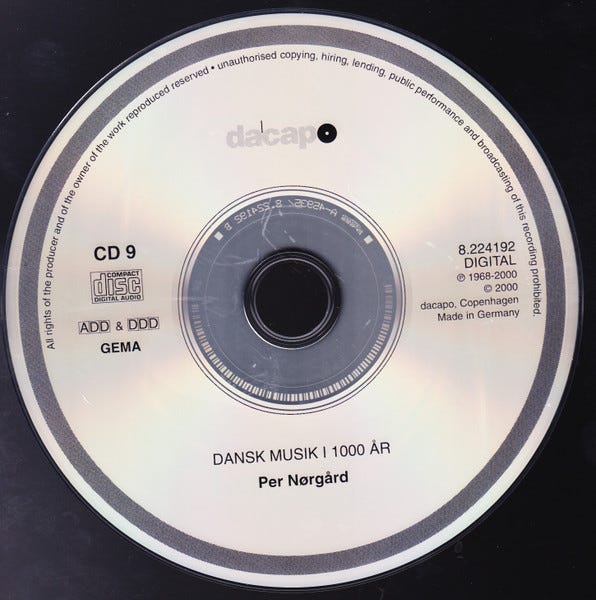 All rights of the producer and of the owner of the work reproduced reserved • unauthorised copying, hiring, lending, public performance and broadcasting of this recording prohibited.
dacapo
CD 9
COMPACT
disc
DIGITAL AUDIO
ADD & DDD
GEMA
8.224192
DIGITAL
℗ 1968-2000
© 2000
dacapo, Copenhagen
Made in Germany
DANSK MUSIK I 1000 ÅR
Per Nørgård